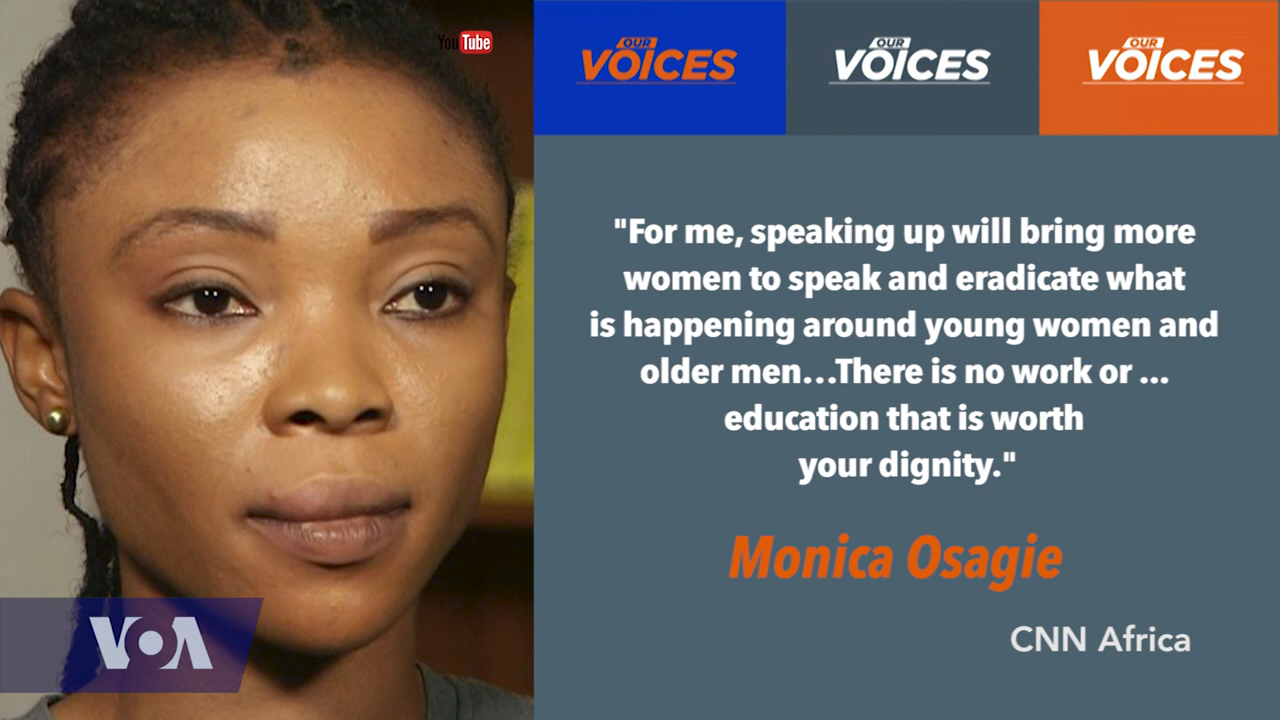 YouTube
OUR
VOICES
OUR
VOICES
OUR
VOICES
"For me, speaking up will bring more
women to speak and eradicate what
is happening around young women and
older men...There is no work or ...
education that is worth
your dignity."
Monica Osagie
CNN Africa
VOA